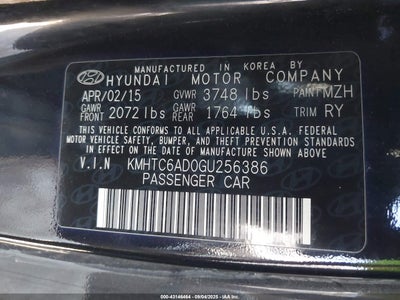 MANUFACTURED IN KOREA BY
HYUNDAI MOTOR COMPANY
APR/02/15 GVWR 3748 lbs PAINT MZH
GAWR FRONT 2072 lbs GAWR REAR 1764 lbs TRIM RY
THIS VEHICLE CONFORMS TO ALL APPLICABLE U.S.A. FEDERAL
MOTOR VEHICLE SAFETY, BUMPER, AND THEFT PREVENTION
STANDARDS IN EFFECT ON THE DATE OF MANUFACTURE SHOWN ABOVE.
V.I.N KMHTC6AD0GU256386
PASSENGER CAR
© IAA 43146464 - 09/04/2025 - IAAI.COM